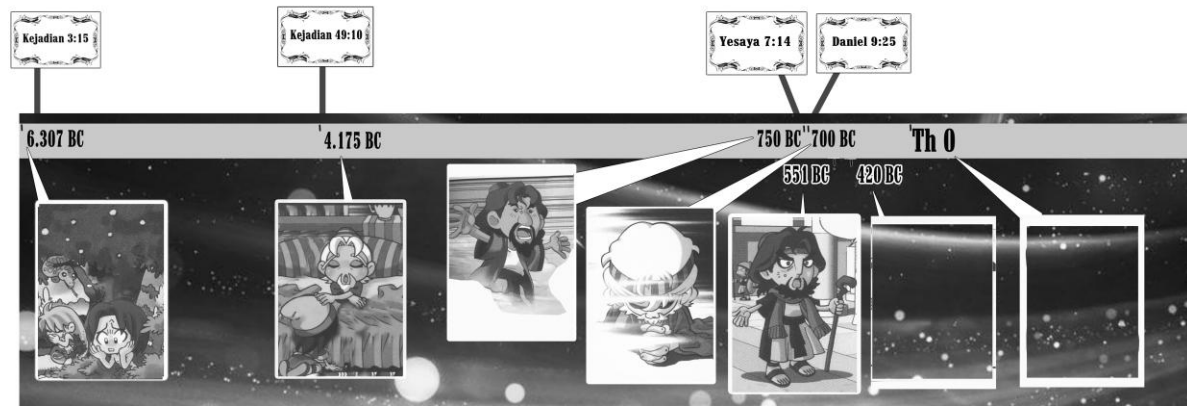 Kejadian 3:15
Kejadian 49:10
Yesaya 7:14
Daniel 9:25
6.307 BC
4.175 BC
750 BC
700 BC
Th 0
551 BC
420 BC